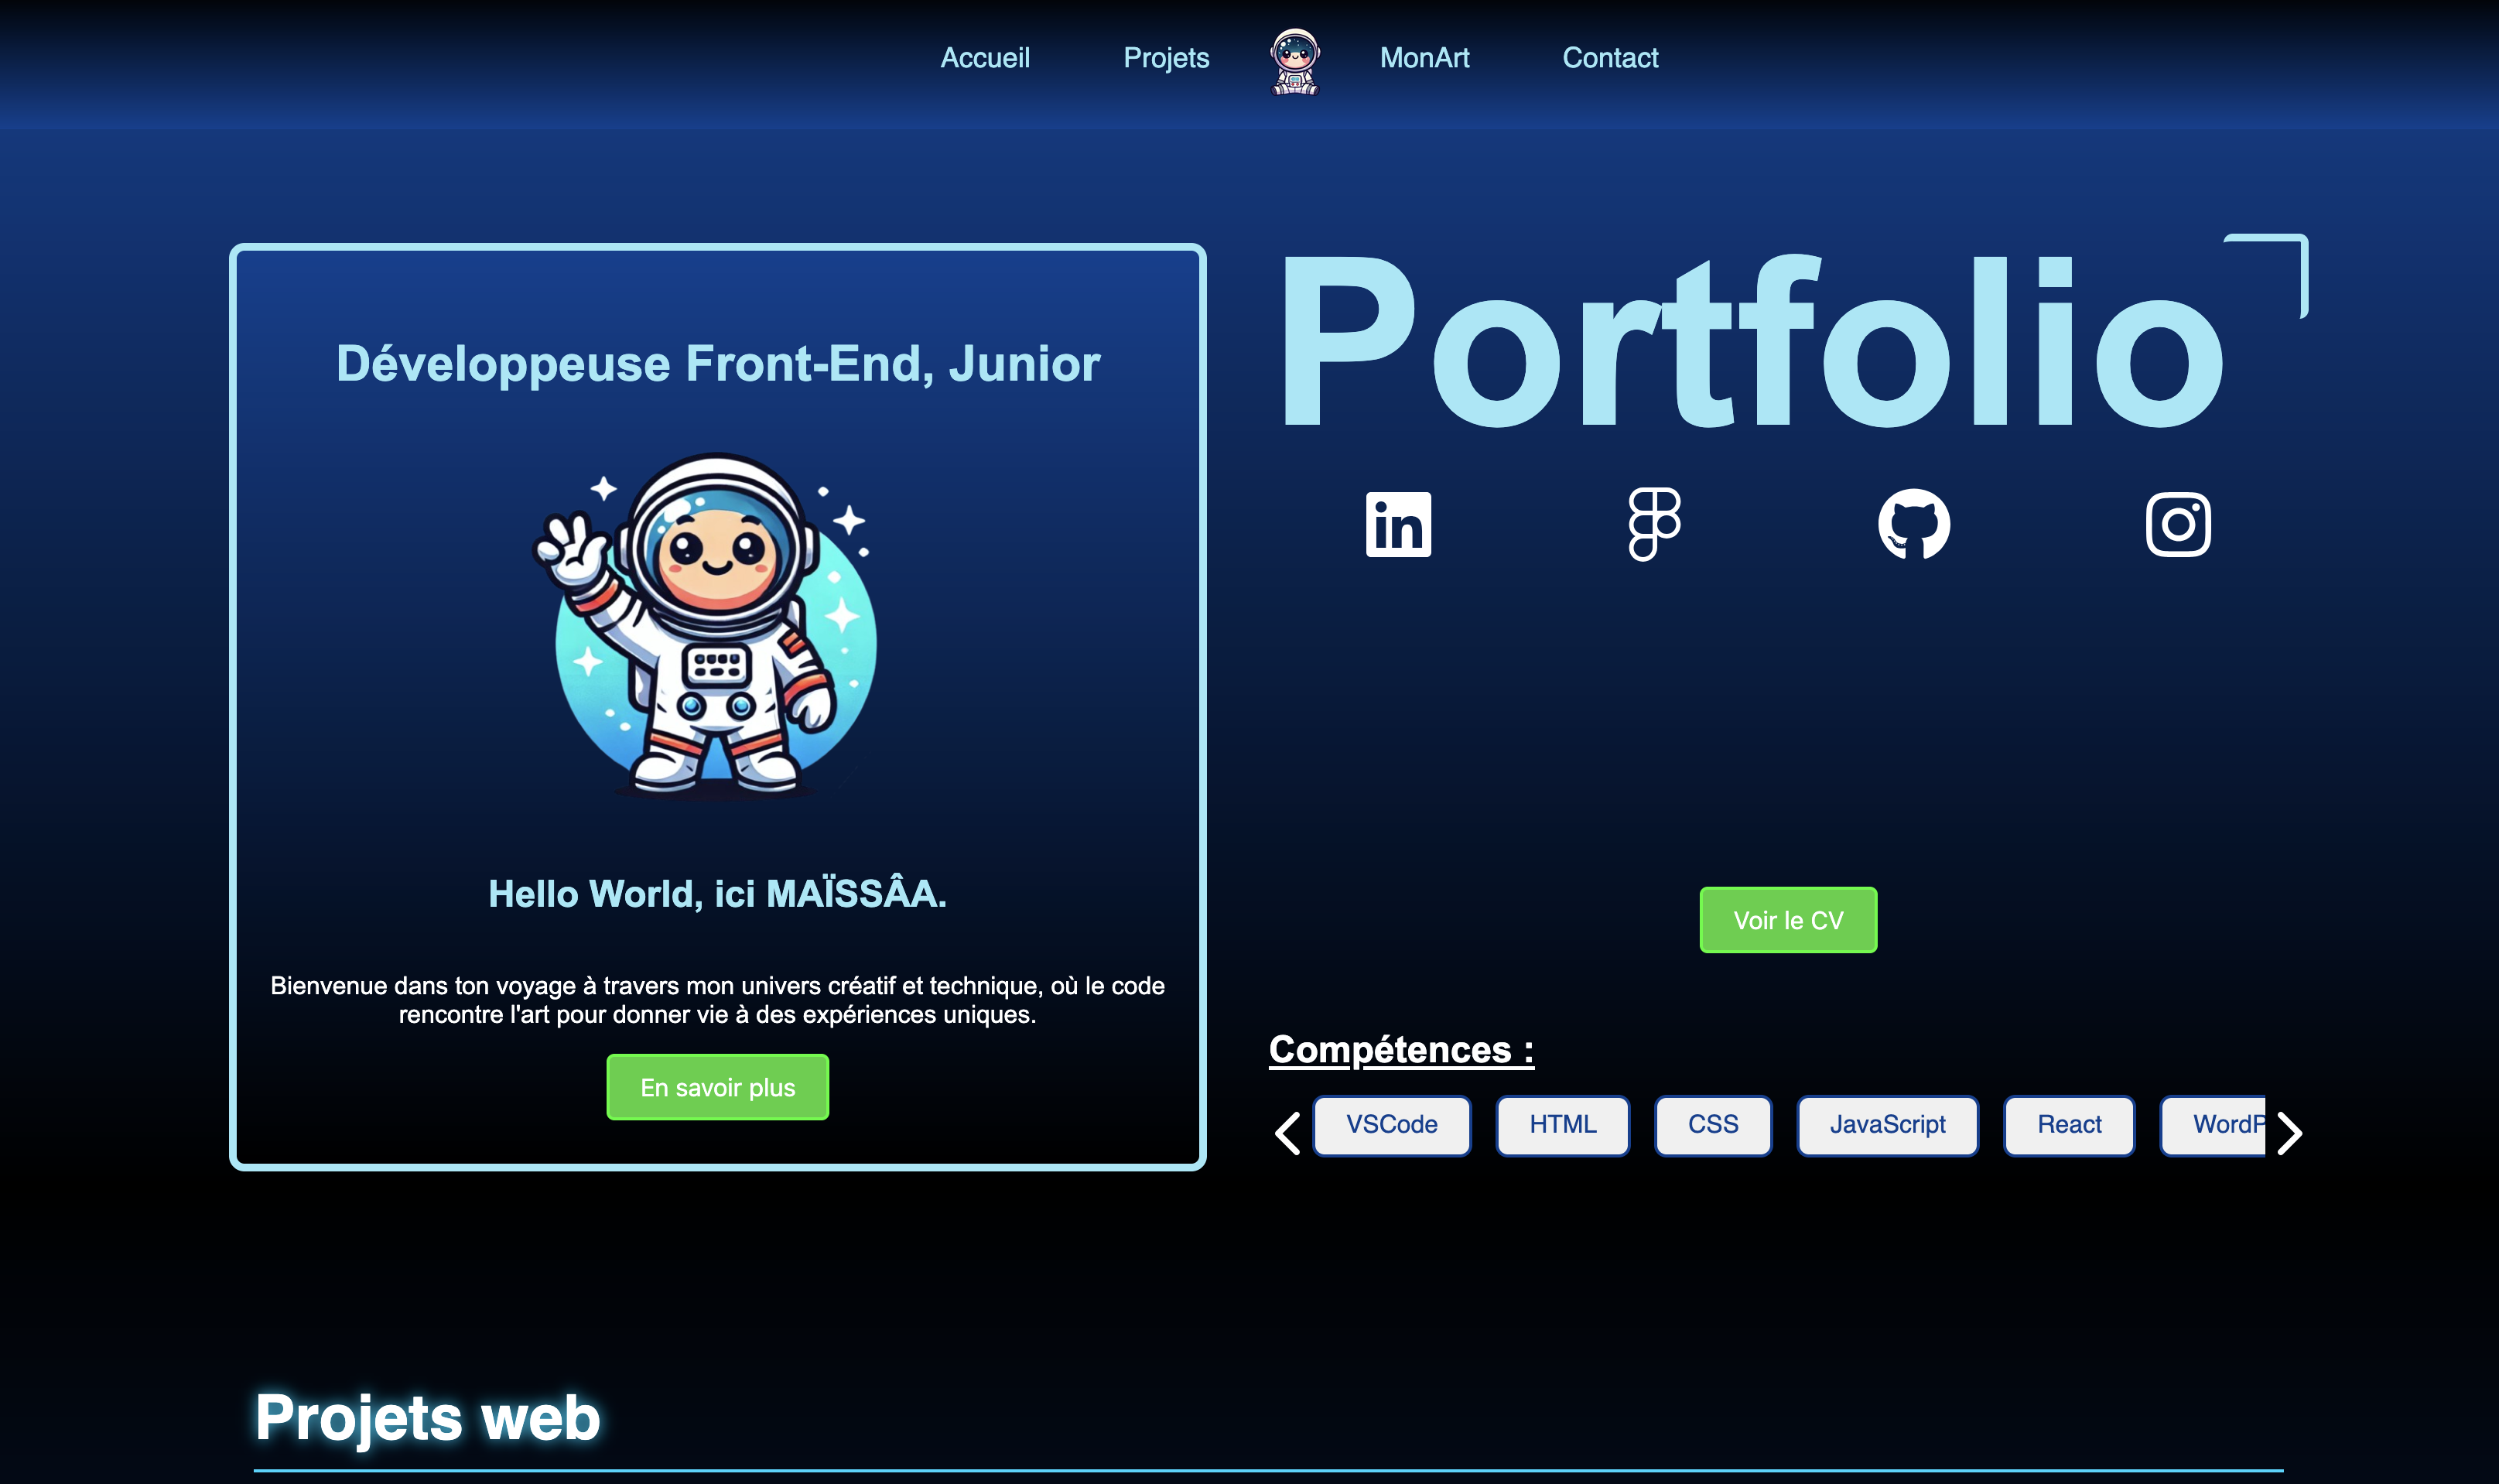 Accueil
Projets
MonArt
Contact
Développeuse Front-End, Junior
Hello World, ici MAÏSSÂA.
Bienvenue dans ton voyage à travers mon univers créatif et technique, où le code
rencontre l'art pour donner vie à des expériences uniques.
En savoir plus
Portfolio
in
Voir le CV
Compétences :
VSCode
HTML
CSS
JavaScript
React
WordP
Projets web